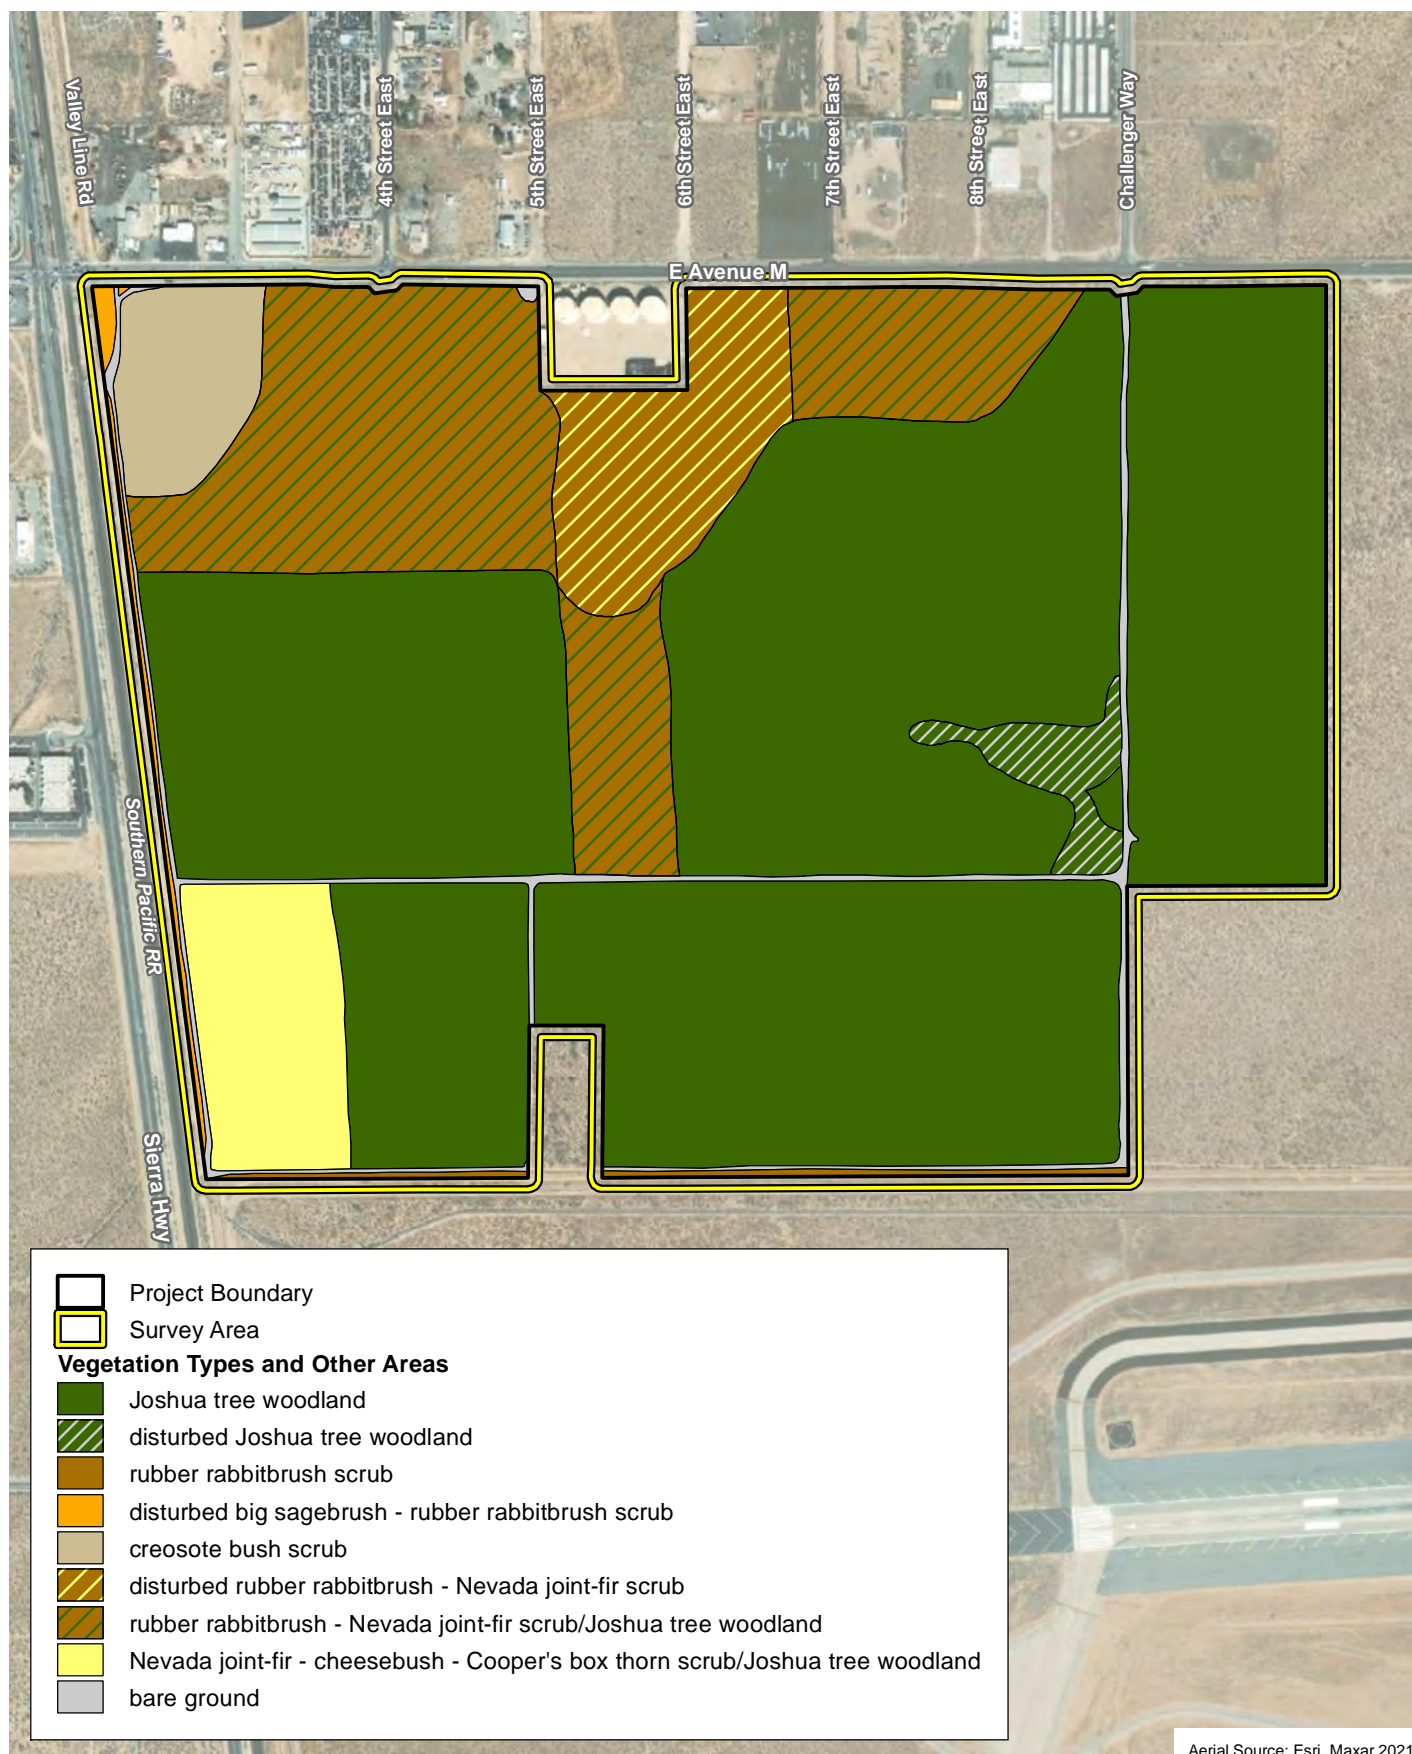 Valley Line Rd
4th Street East
5th Street East
6th Street East
7th Street East
8th Street East
Challenger Way
E Avenue M
Southern Pacific RR
Sierra Hwy
Project Boundary
Survey Area
Vegetation Types and Other Areas
Joshua tree woodland
disturbed Joshua tree woodland
rubber rabbitbrush scrub
disturbed big sagebrush - rubber rabbitbrush scrub
creosote bush scrub
disturbed rubber rabbitbrush - Nevada joint-fir scrub
rubber rabbitbrush - Nevada joint-fir scrub/Joshua tree woodland
Nevada joint-fir - cheesebush - Cooper's box thorn scrub/Joshua tree woodland
bare ground
Aerial Source: Esri, Maxar 2021